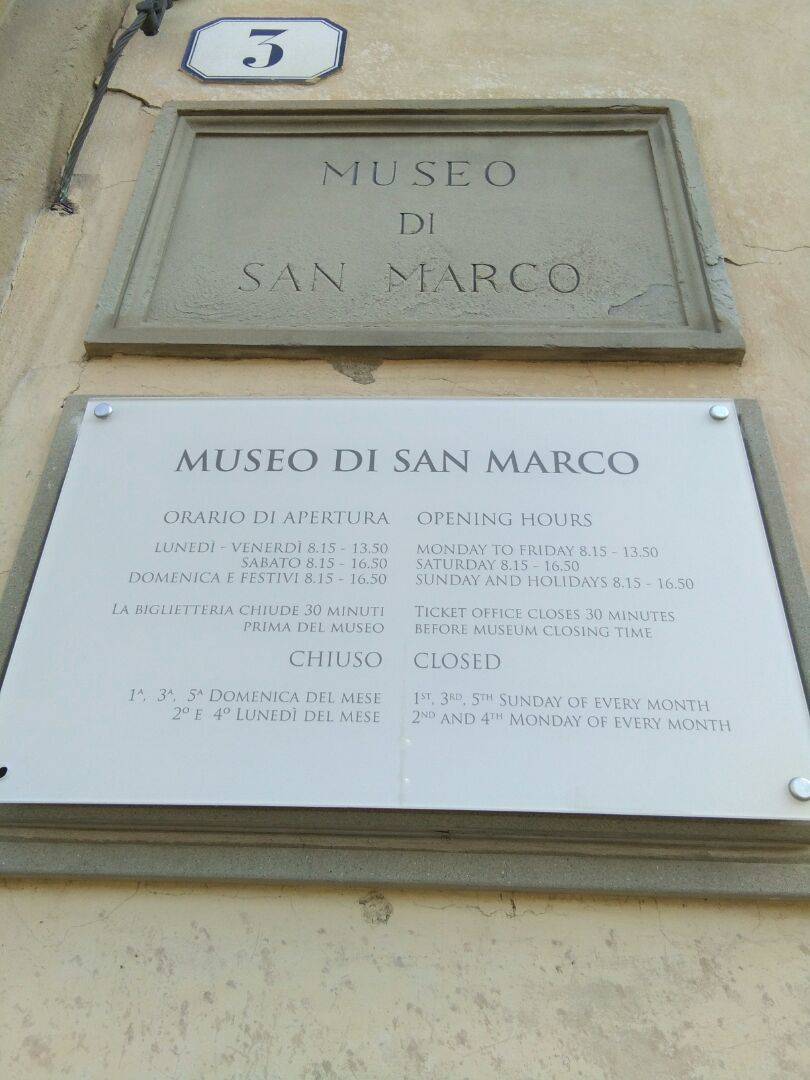 3
MUSEO
DI
SAN MARCO
MUSEO DI SAN MARCO
ORARIO DI APERTURA
LUNEDÌ - VENERDÌ 8.15 - 13.50
SABATO 8.15 - 16.50
DOMENICA E FESTIVI 8.15 - 16.50
LA BIGLIETTERIA CHIUDE 30 MINUTI
PRIMA DEL MUSEO
CHIUSO
1ᴬ, 3ᴬ, 5ᴬ DOMENICA DEL MESE
2º E 4º LUNEDÌ DEL MESE
OPENING HOURS
MONDAY TO FRIDAY 8.15 - 13.50
SATURDAY 8.15 - 16.50
SUNDAY AND HOLIDAYS 8.15 - 16.50
TICKET OFFICE CLOSES 30 MINUTES
BEFORE MUSEUM CLOSING TIME
CLOSED
1ST, 3RD, 5TH SUNDAY OF EVERY MONTH
2ND AND 4TH MONDAY OF EVERY MONTH